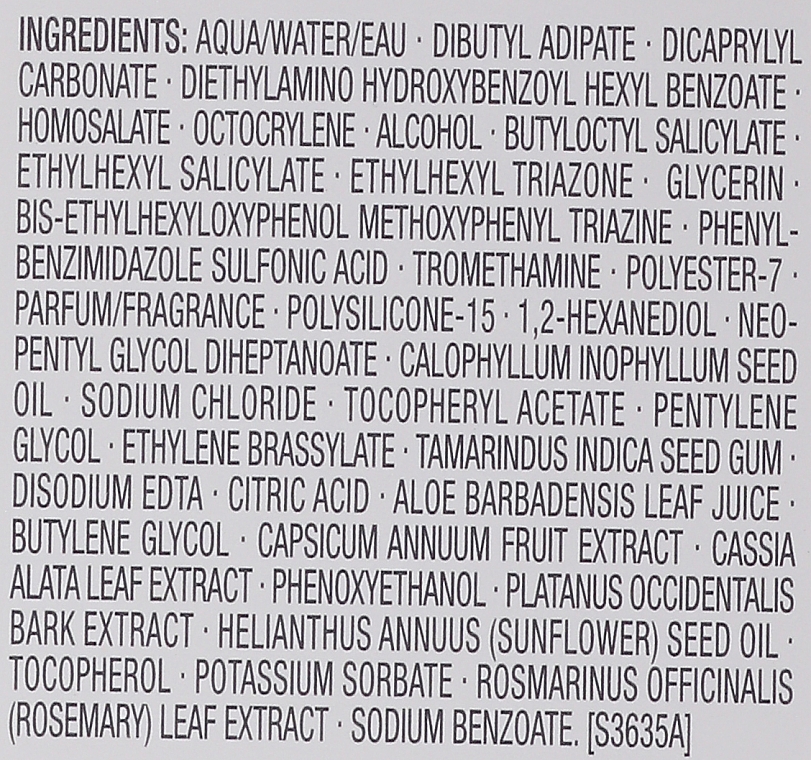 INGREDIENTS: AQUA/WATER/EAU · DIBUTYL ADIPATE · DICAPRYLYL
CARBONATE · DIETHYLAMINO HYDROXYBENZOYL HEXYL BENZOATE ·
HOMOSALATE · OCTOCRYLENE · ALCOHOL · BUTYLOCTYL SALICYLATE ·
ETHYLHEXYL SALICYLATE · ETHYLHEXYL TRIAZONE · GLYCERIN ·
BIS-ETHYLHEXYLOXYPHENOL METHOXYPHENYL TRIAZINE · PHENYL-
BENZIMIDAZOLE SULFONIC ACID · TROMETHAMINE · POLYESTER-7 ·
PARFUM/FRAGRANCE · POLYSILICONE-15 · 1,2-HEXANEDIOL · NEO-
PENTYL GLYCOL DIHEPTANOATE · CALOPHYLLUM INOPHYLLUM SEED
OIL · SODIUM CHLORIDE · TOCOPHERYL ACETATE · PENTYLENE
GLYCOL · ETHYLENE BRASSYLATE · TAMARINDUS INDICA SEED GUM ·
DISODIUM EDTA · CITRIC ACID · ALOE BARBADENSIS LEAF JUICE ·
BUTYLENE GLYCOL · CAPSICUM ANNUUM FRUIT EXTRACT · CASSIA
ALATA LEAF EXTRACT · PHENOXYETHANOL · PLATANUS OCCIDENTALIS
BARK EXTRACT · HELIANTHUS ANNUUS (SUNFLOWER) SEED OIL ·
TOCOPHEROL · POTASSIUM SORBATE · ROSMARINUS OFFICINALIS
(ROSEMARY) LEAF EXTRACT · SODIUM BENZOATE. [S3635A]